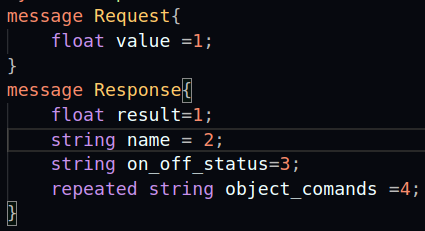 message Request{
float value =1;
}
message Response{
float result=1;
string name = 2;
string on_off_status=3;
repeated string object_comands =4;
}